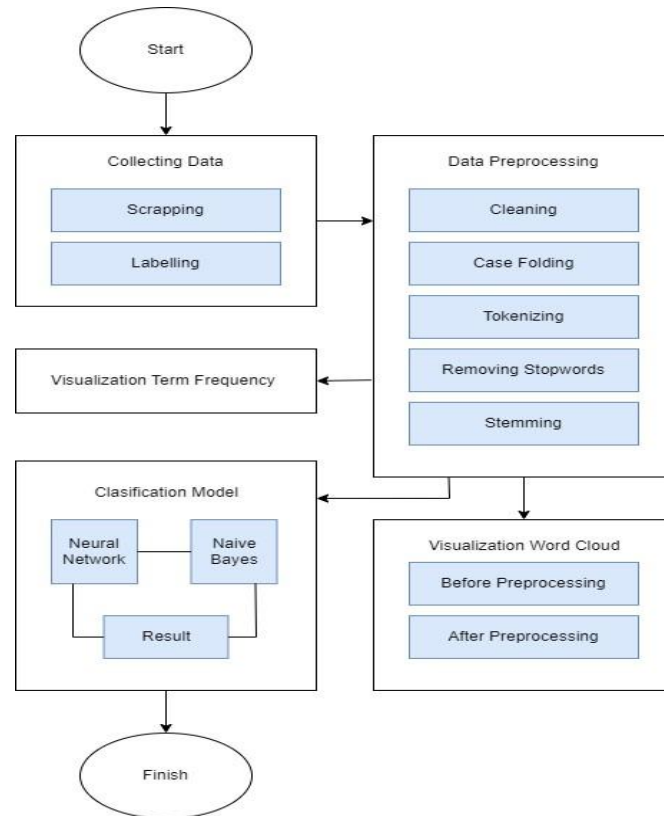 Start
Collecting Data
Scrapping
Labelling
Data Preprocessing
Cleaning
Case Folding
Tokenizing
Removing Stopwords
Stemming
Visualization Term Frequency
Clasification Model
Neural
Network
Naive
Bayes
Result
Visualization Word Cloud
Before Preprocessing
After Preprocessing
Finish